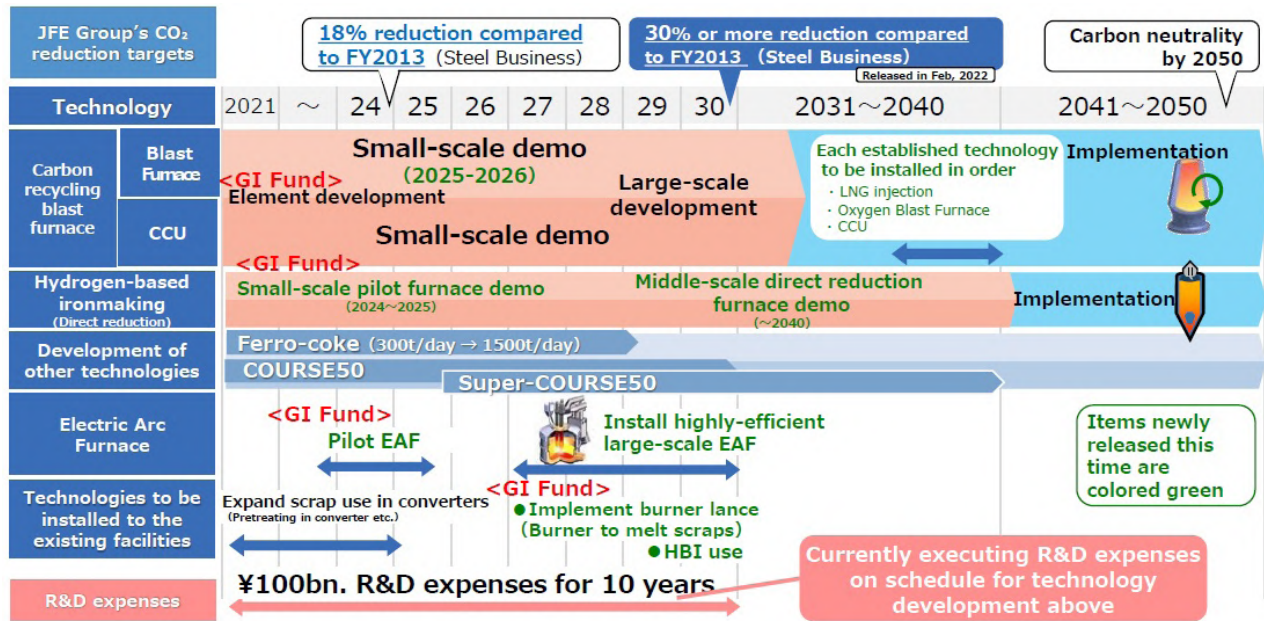 JFE Group's CO₂
reduction targets
18% reduction compared
to FY2013 (Steel Business)
30% or more reduction compared
to FY2013 (Steel Business)
Released in Feb, 2022
Carbon neutrality
by 2050
Technology
2021 ～ 24 25 26 27 28 29 30 2031～2040 2041～2050
Carbon
recycling
blast
furnace
Blast
Furnace
CCU
Small-scale demo
(2025-2026)
<GI Fund>
Element development
Large-scale
development
Small-scale demo
Each established technology
to be installed in order
・LNG injection
・Oxygen Blast Furnace
・CCU
Implementation
Hydrogen-based
ironmaking
(Direct reduction)
<GI Fund>
Small-scale pilot furnace demo
(2024～2025)
Middle-scale direct reduction
furnace demo
(～2040)
Implementation
Development of
other technologies
Ferro-coke (300t/day → 1500t/day)
COURSE50
Super-COURSE50
Electric Arc
Furnace
<GI Fund>
Pilot EAF
Install highly-efficient
large-scale EAF
Items newly
released this
time are
colored green
Technologies to be
installed to the
existing facilities
Expand scrap use in converters
(Pretreating in converter etc.)
<GI Fund>
●Implement burner lance
(Burner to melt scraps)
●HBI use
R&D expenses
¥100bn. R&D expenses for 10 years
Currently executing R&D expenses
on schedule for technology
development above